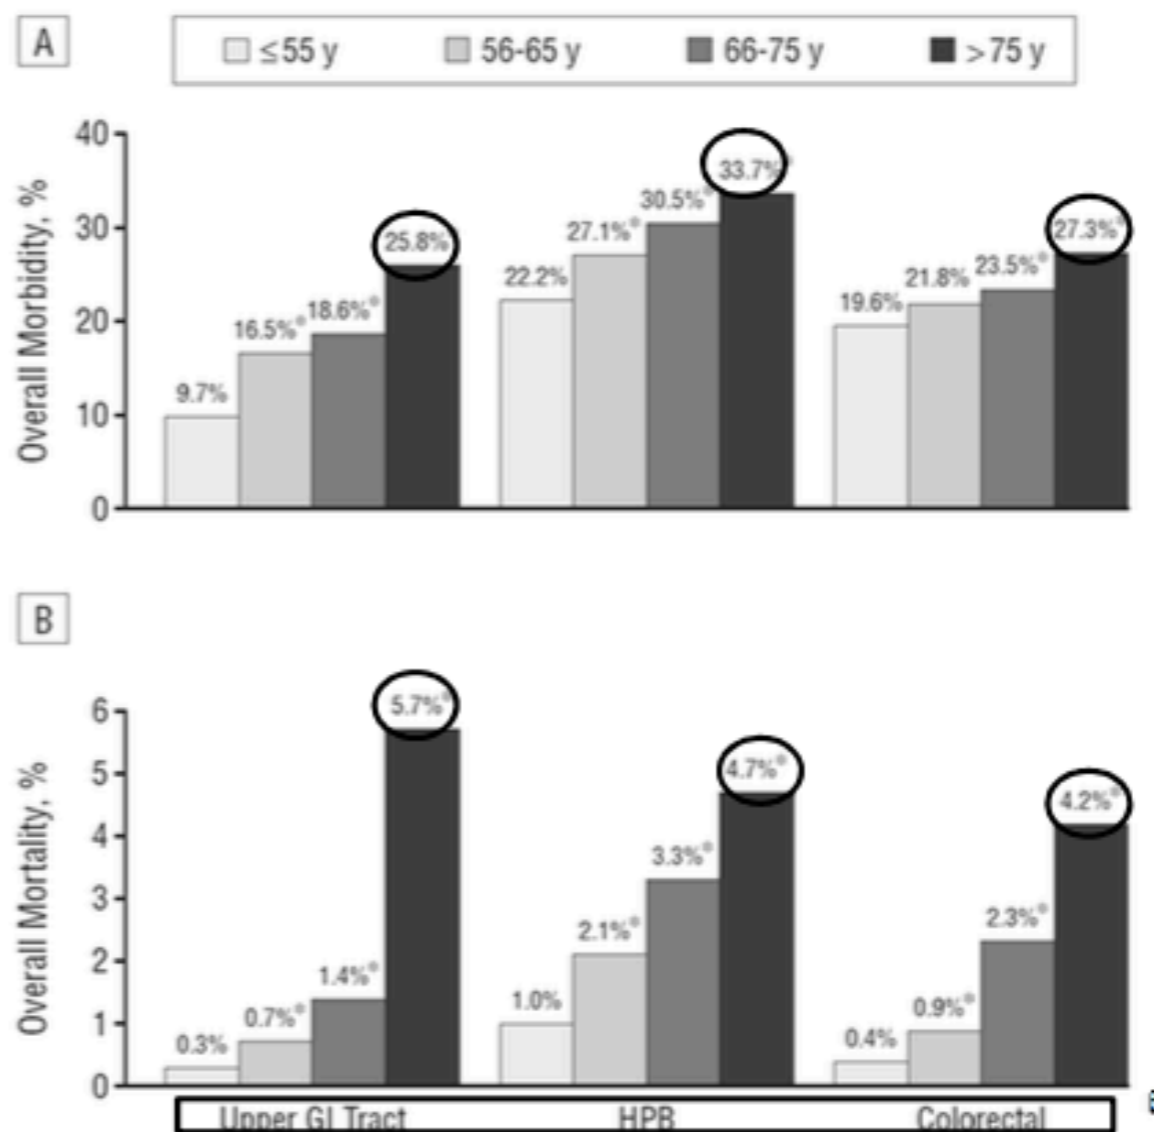 A
≤55 y 56-65 y 66-75 y >75 y
Overall Morbidity, %
40
30
20
10
0
9.7% 16.5%* 18.6%* 25.8%
22.2% 27.1%* 30.5%* 33.7%*
19.6% 21.8% 23.5%* 27.3%*
B
Overall Mortality, %
6
5
4
3
2
1
0
0.3% 0.7%* 1.4%* 5.7%*
1.0% 2.1%* 3.3%* 4.7%*
0.4% 0.9%* 2.3%* 4.2%*
Upper GI Tract HPB Colorectal